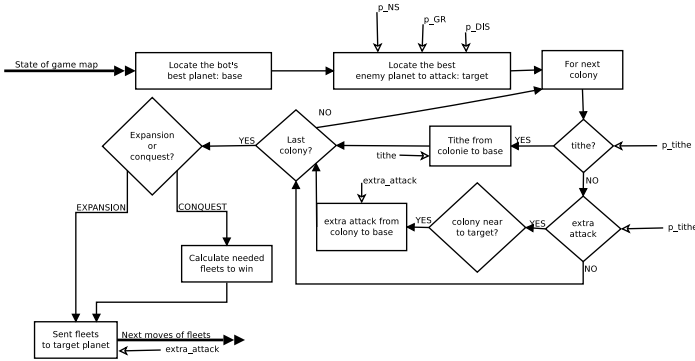 p_NS
p_GR
p_DIS
State of game map
Locate the bot's
best planet: base
Locate the best
enemy planet to attack: target
For next
colony
NO
Expansion
or
conquest?
YES
Last
colony?
Tithe from
colonie to base
YES
tithe?
p_tithe
tithe
NO
extra_attack
EXPANSION
CONQUEST
extra attack from
colony to base
YES
colony near
to target?
YES
extra
attack
p_tithe
Calculate needed
fleets to win
NO
Sent fleets
to target planet
Next moves of fleets
extra_attack